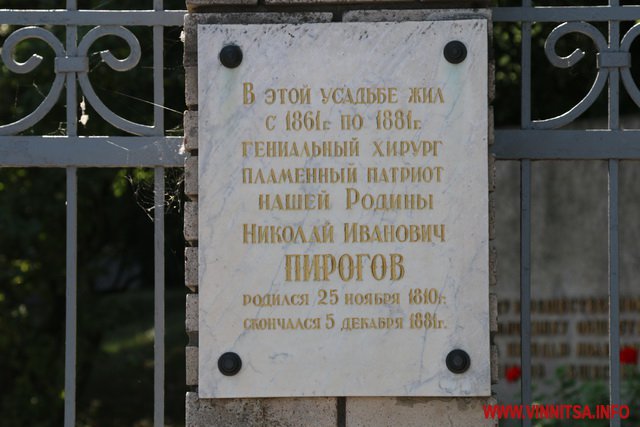 В этой усадьбе жил
с 1861г. по 1881г.
гениальный хирург
пламенный патриот
нашей Родины
Николай Иванович
ПИРОГОВ
родился 25 ноября 1810г.
скончался 5 декабря 1881г.
WWW.VINNITSA.INFO